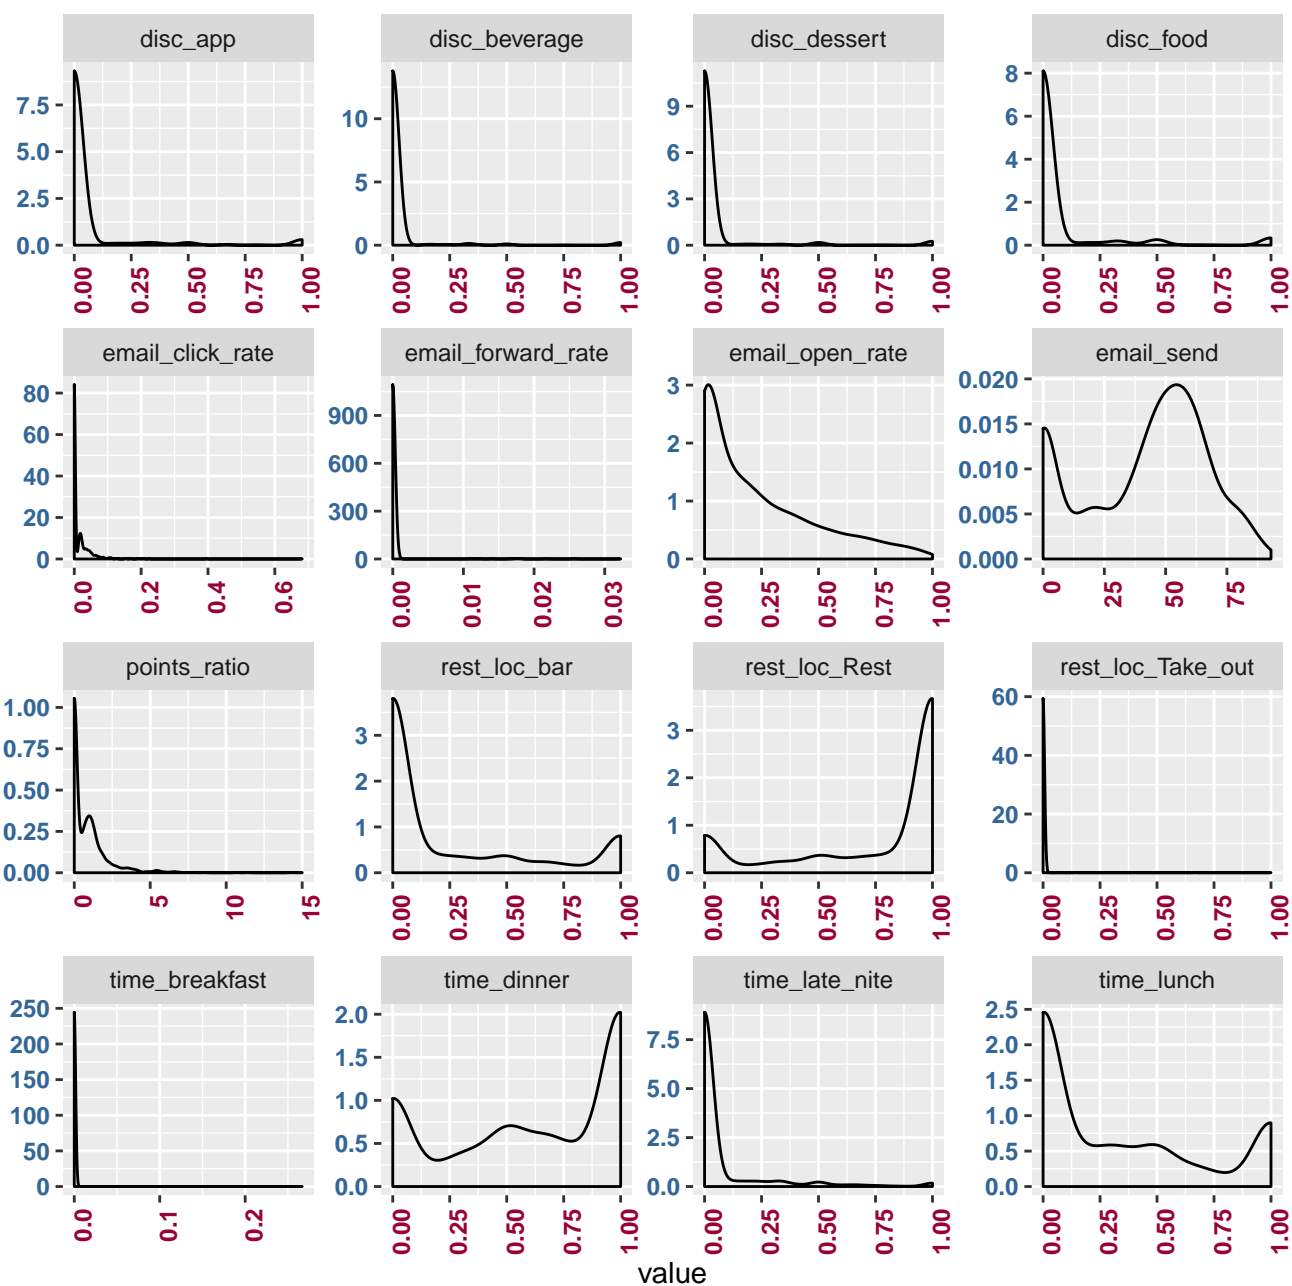 disc_app disc_beverage disc_dessert disc_food
7.5 5.0 2.5 0.0 10 5 0 9 6 3 0 8 6 4 2 0
0.00 0.25 0.50 0.75 1.00 0.00 0.25 0.50 0.75 1.00 0.00 0.25 0.50 0.75 1.00 0.00 0.25 0.50 0.75 1.00
email_click_rate email_forward_rate email_open_rate email_send
80 60 40 20 0 900 600 300 0 3 2 1 0 0.020 0.015 0.010 0.005 0.000
0.0 0.2 0.4 0.6 0.00 0.01 0.02 0.03 0.00 0.25 0.50 0.75 1.00 0 25 50 75
points_ratio rest_loc_bar rest_loc_Rest rest_loc_Take_out
1.00 0.75 0.50 0.25 0.00 3 2 1 0 3 2 1 0 60 40 20 0
0 5 10 15 0.00 0.25 0.50 0.75 1.00 0.00 0.25 0.50 0.75 1.00 0.00 0.25 0.50 0.75 1.00
time_breakfast time_dinner time_late_nite time_lunch
250 200 150 100 50 0 2.0 1.5 1.0 0.5 0.0 7.5 5.0 2.5 0.0 2.5 2.0 1.5 1.0 0.5 0.0
0.0 0.1 0.2 0.00 0.25 0.50 0.75 1.00 0.00 0.25 0.50 0.75 1.00 0.00 0.25 0.50 0.75 1.00
value